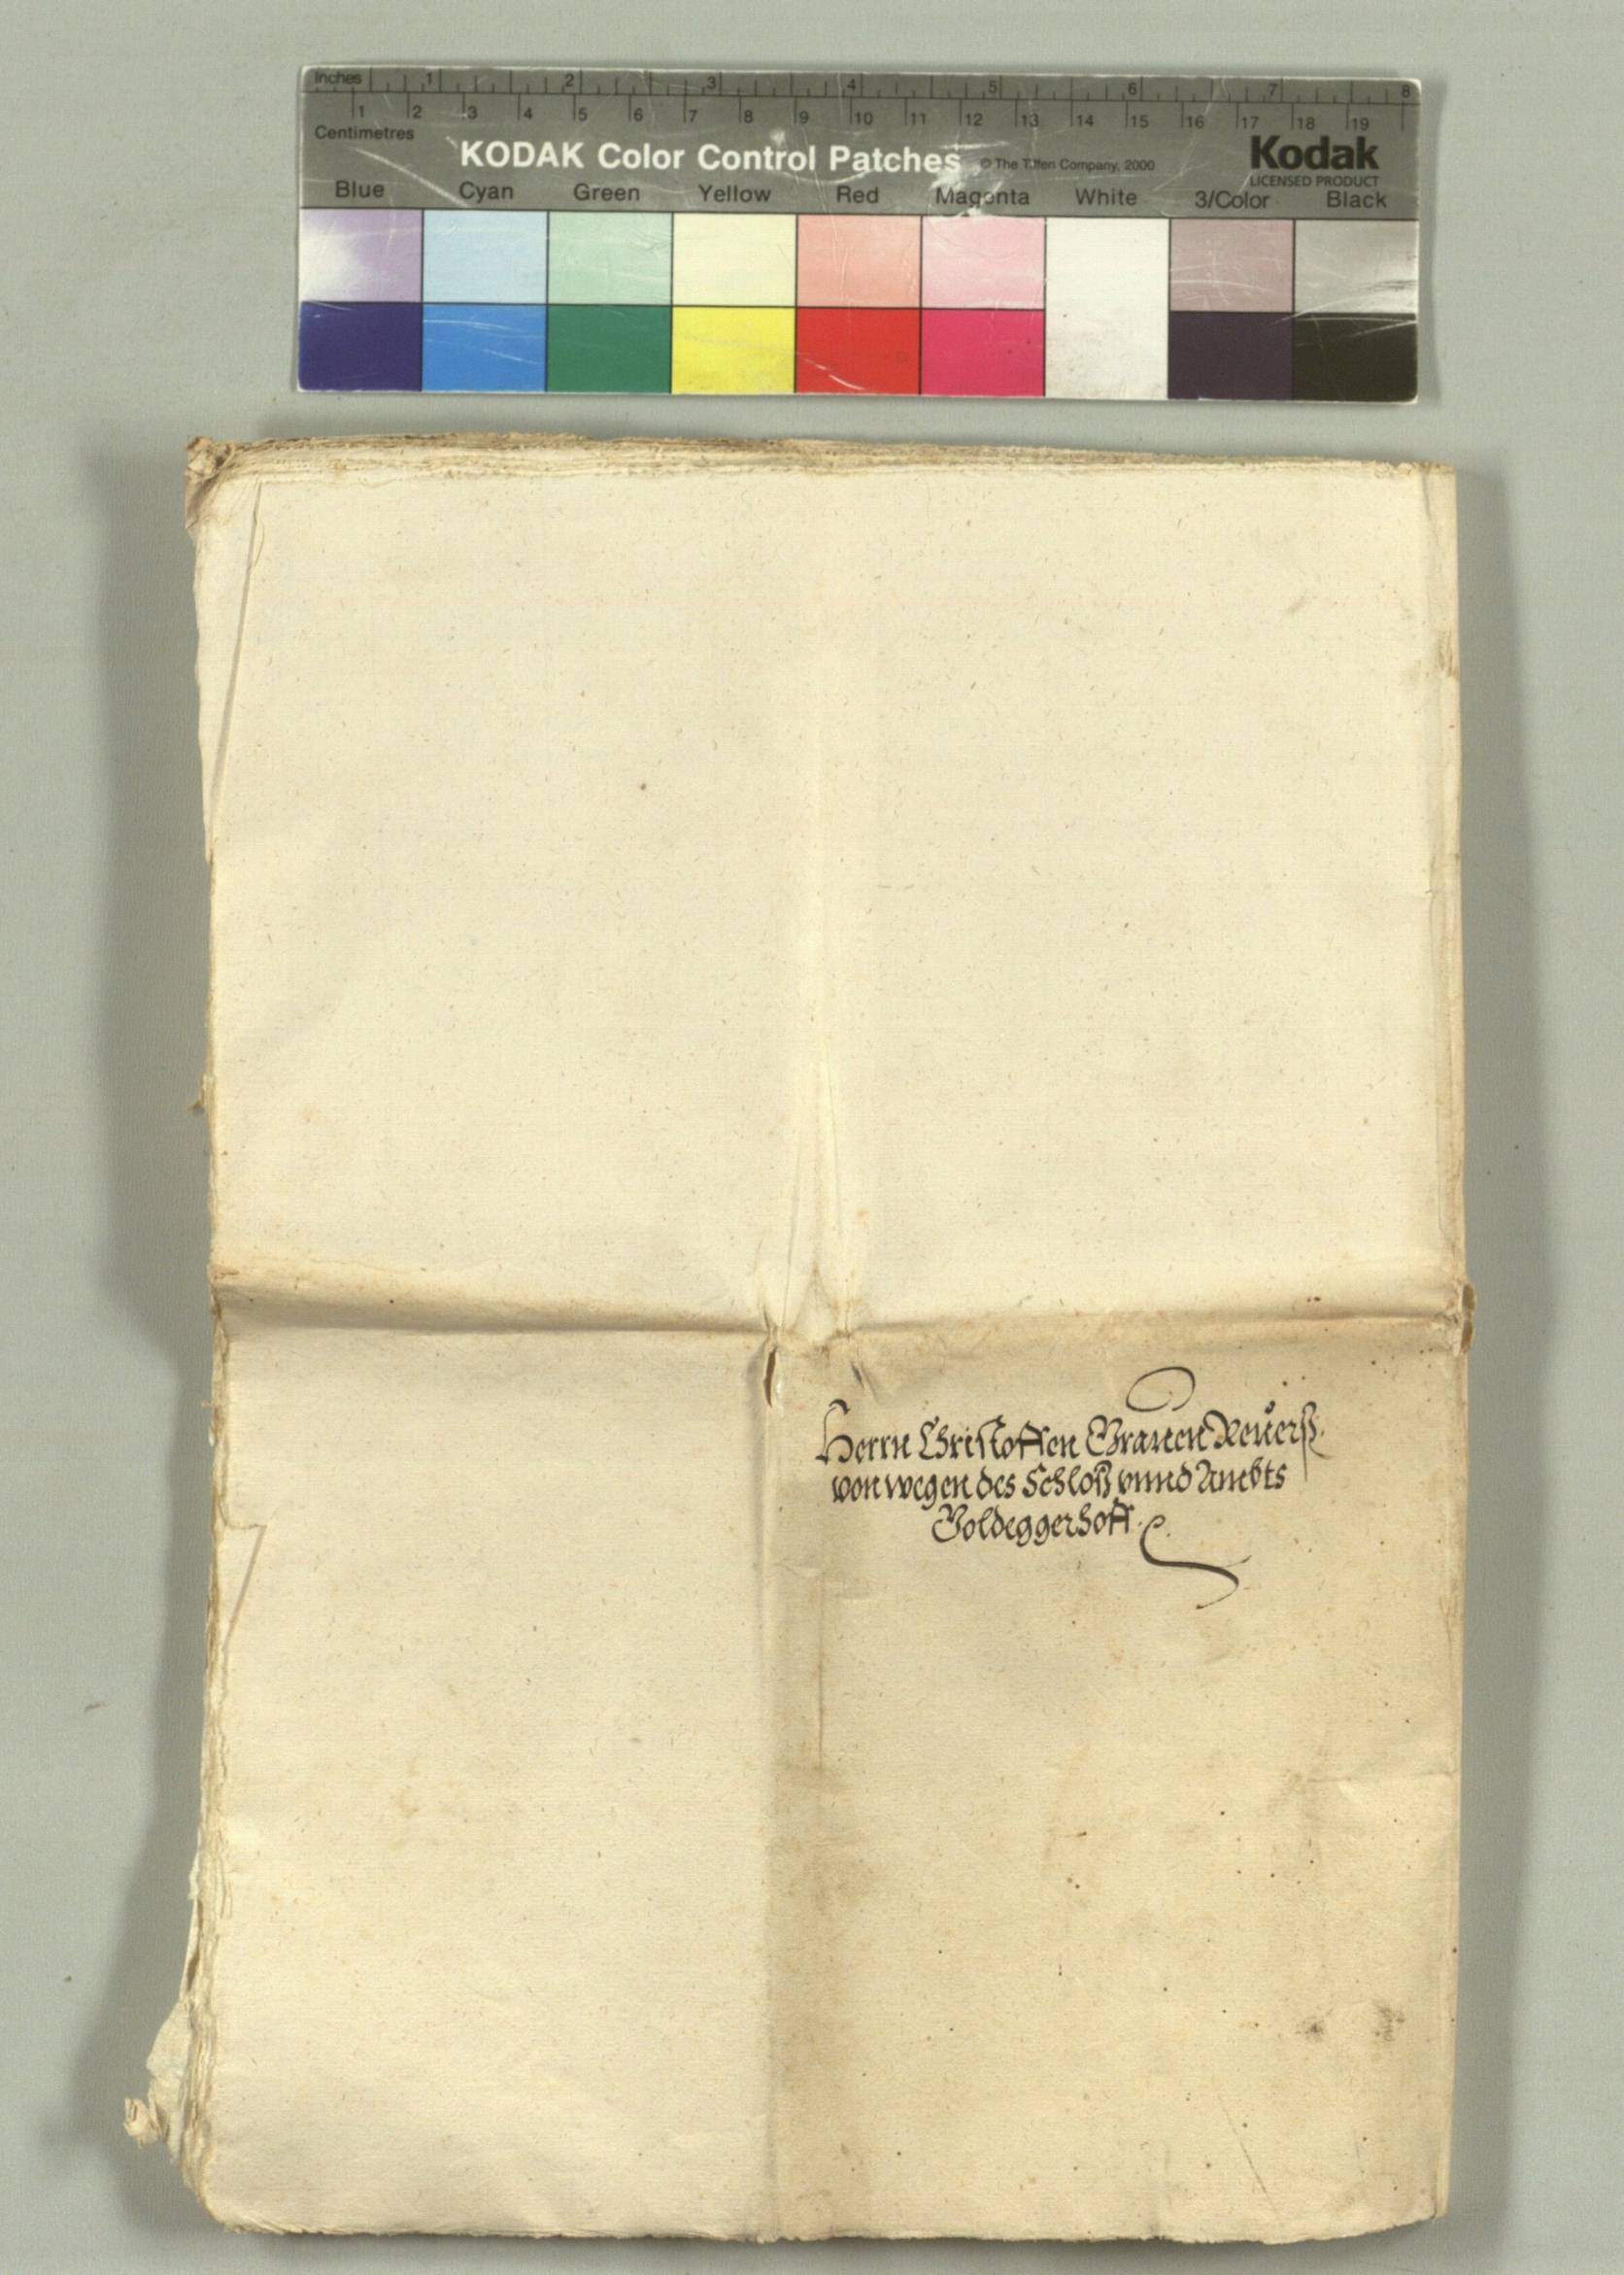 Inches 1 2 3 4 5 6 7 8
1 2 3 4 5 6 7 8 9 10 11 12 13 14 15 16 17 18 19
Centimetres
KODAK Color Control Patches © The Tiffen Company, 2000
Kodak
LICENSED PRODUCT
Blue Cyan Green Yellow Red Magenta White 3/Color Black
Herrn Christoffen Reuerß.
von wegen des Schloß vnnd Ambts